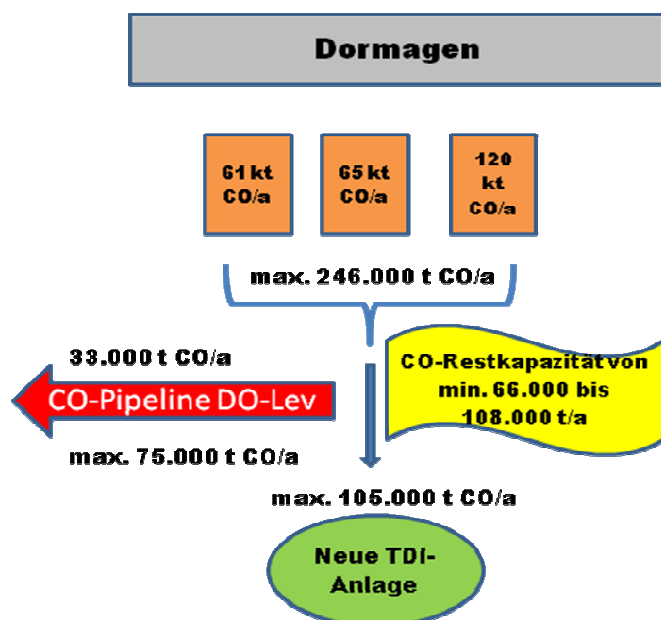 Dormagen
61 kt
CO/a
65 kt
CO/a
120
kt
CO/a
max. 246.000 t CO/a
33.000 t CO/a
CO-Pipeline DO-Lev
max. 75.000 t CO/a
CO-Restkapazität von
min. 66.000 bis
108.000 t/a
max. 105.000 t CO/a
Neue TDI-
Anlage